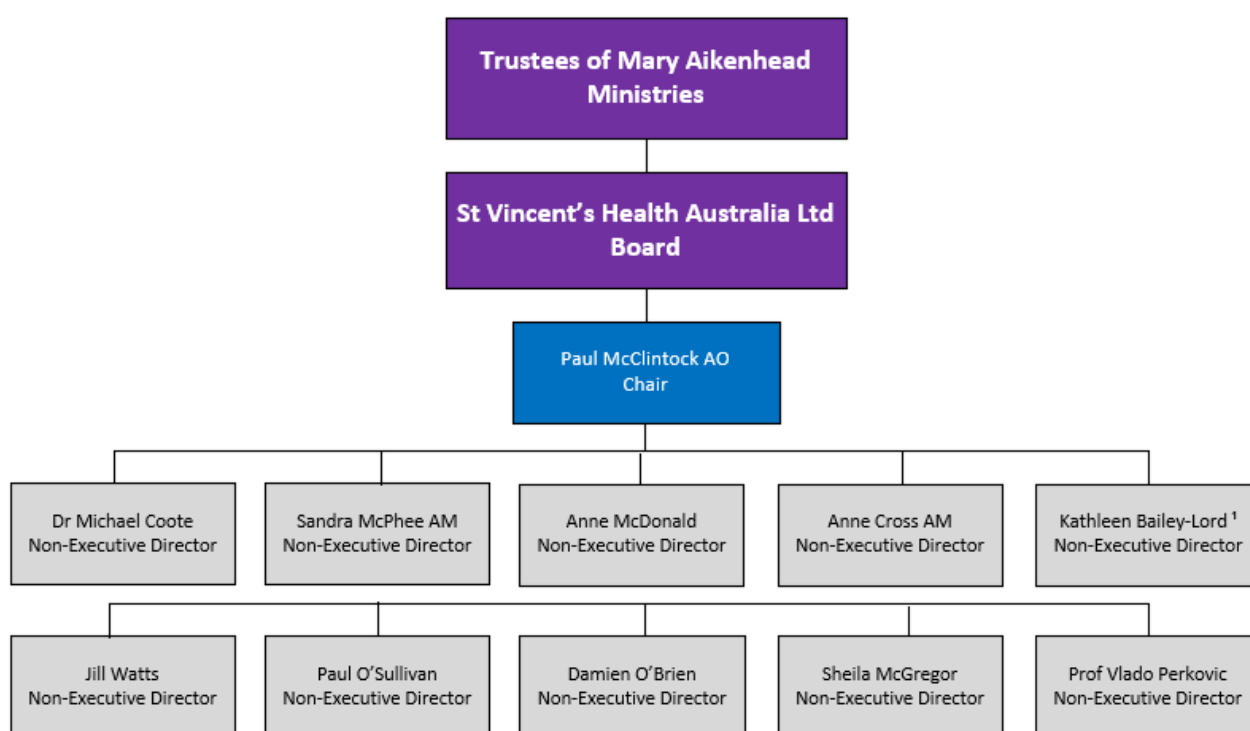 Trustees of Mary Aikenhead
Ministries
St Vincent’s Health Australia Ltd
Board
Paul McClintock AO
Chair
Dr Michael Coote
Non-Executive Director
Sandra McPhee AM
Non-Executive Director
Anne McDonald
Non-Executive Director
Anne Cross AM
Non-Executive Director
Kathleen Bailey-Lord ¹
Non-Executive Director
Jill Watts
Non-Executive Director
Paul O’Sullivan
Non-Executive Director
Damien O’Brien
Non-Executive Director
Sheila McGregor
Non-Executive Director
Prof Vlado Perkovic
Non-Executive Director